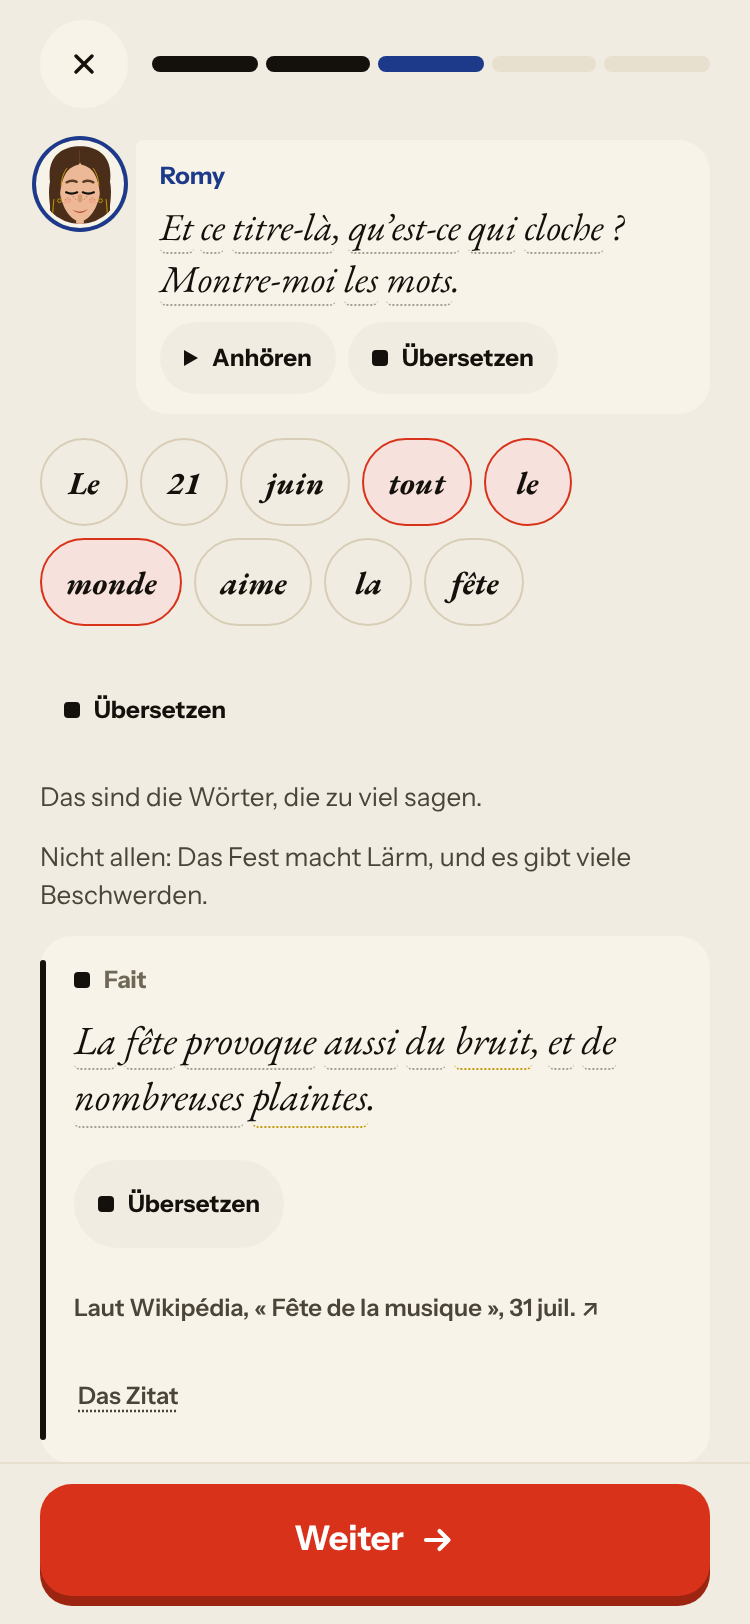 Romy
Et ce titre-là, qu’est-ce qui cloche ?
Montre-moi les mots.
Anhören
Übersetzen
Le 21 juin tout le
monde aime la fête
Übersetzen
Das sind die Wörter, die zu viel sagen.
Nicht allen: Das Fest macht Lärm, und es gibt viele
Beschwerden.
Fait
La fête provoque aussi du bruit, et de
nombreuses plaintes.
Übersetzen
Laut Wikipédia, « Fête de la musique », 31 juil. ↗
Das Zitat
Weiter →